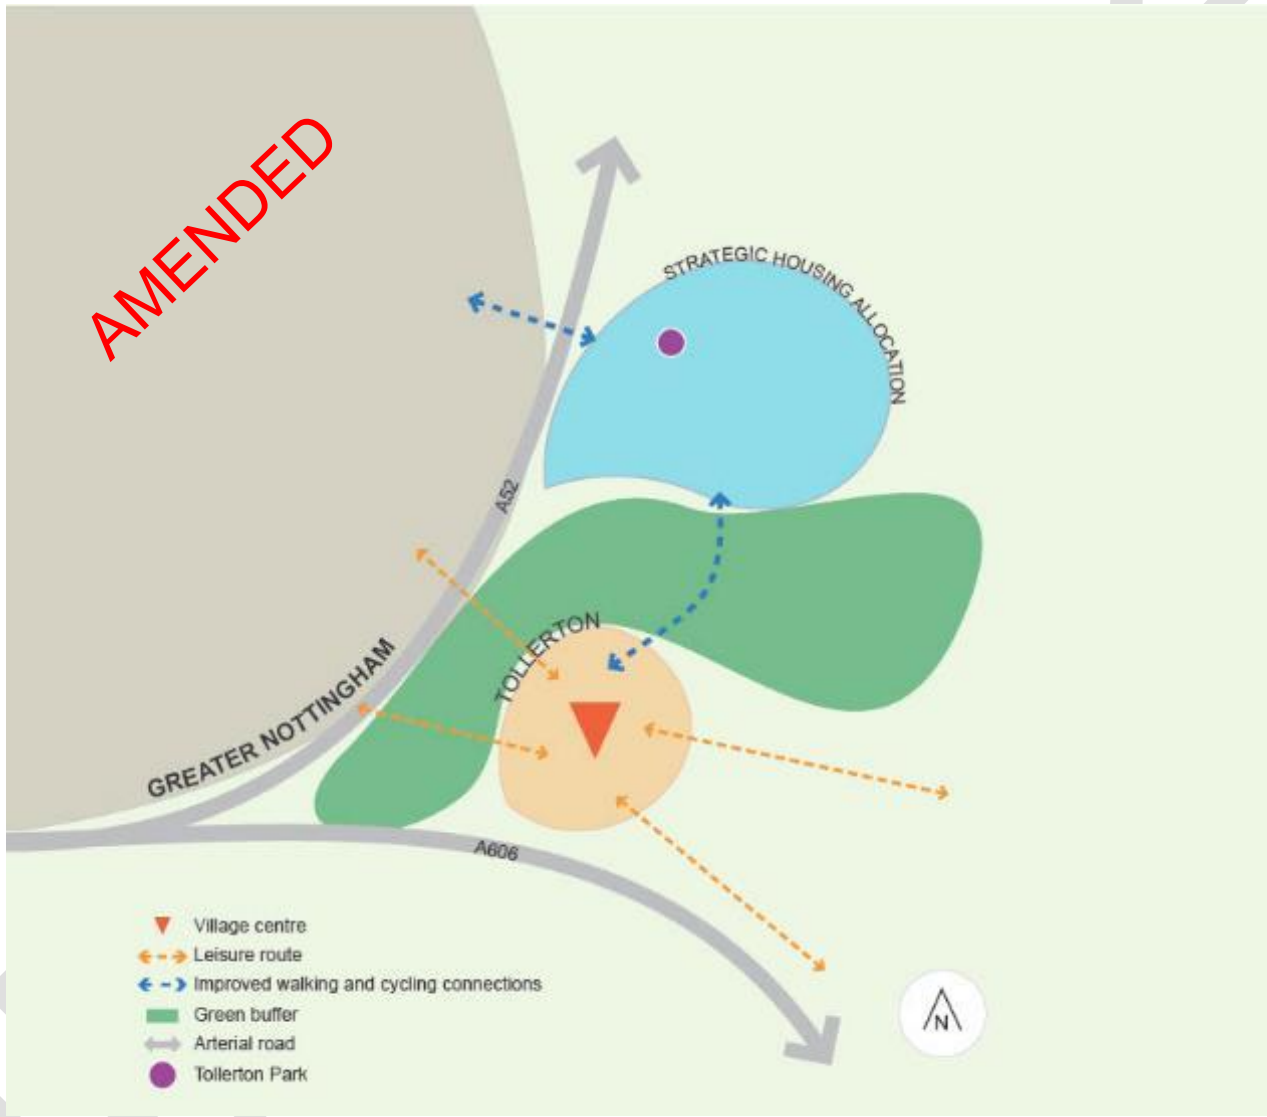 AMENDED
STRATEGIC HOUSING ALLOCATION
A52
TOLLERTON
GREATER NOTTINGHAM
A606
Village centre
Leisure route
Improved walking and cycling connections
Green buffer
Arterial road
Tollerton Park
N